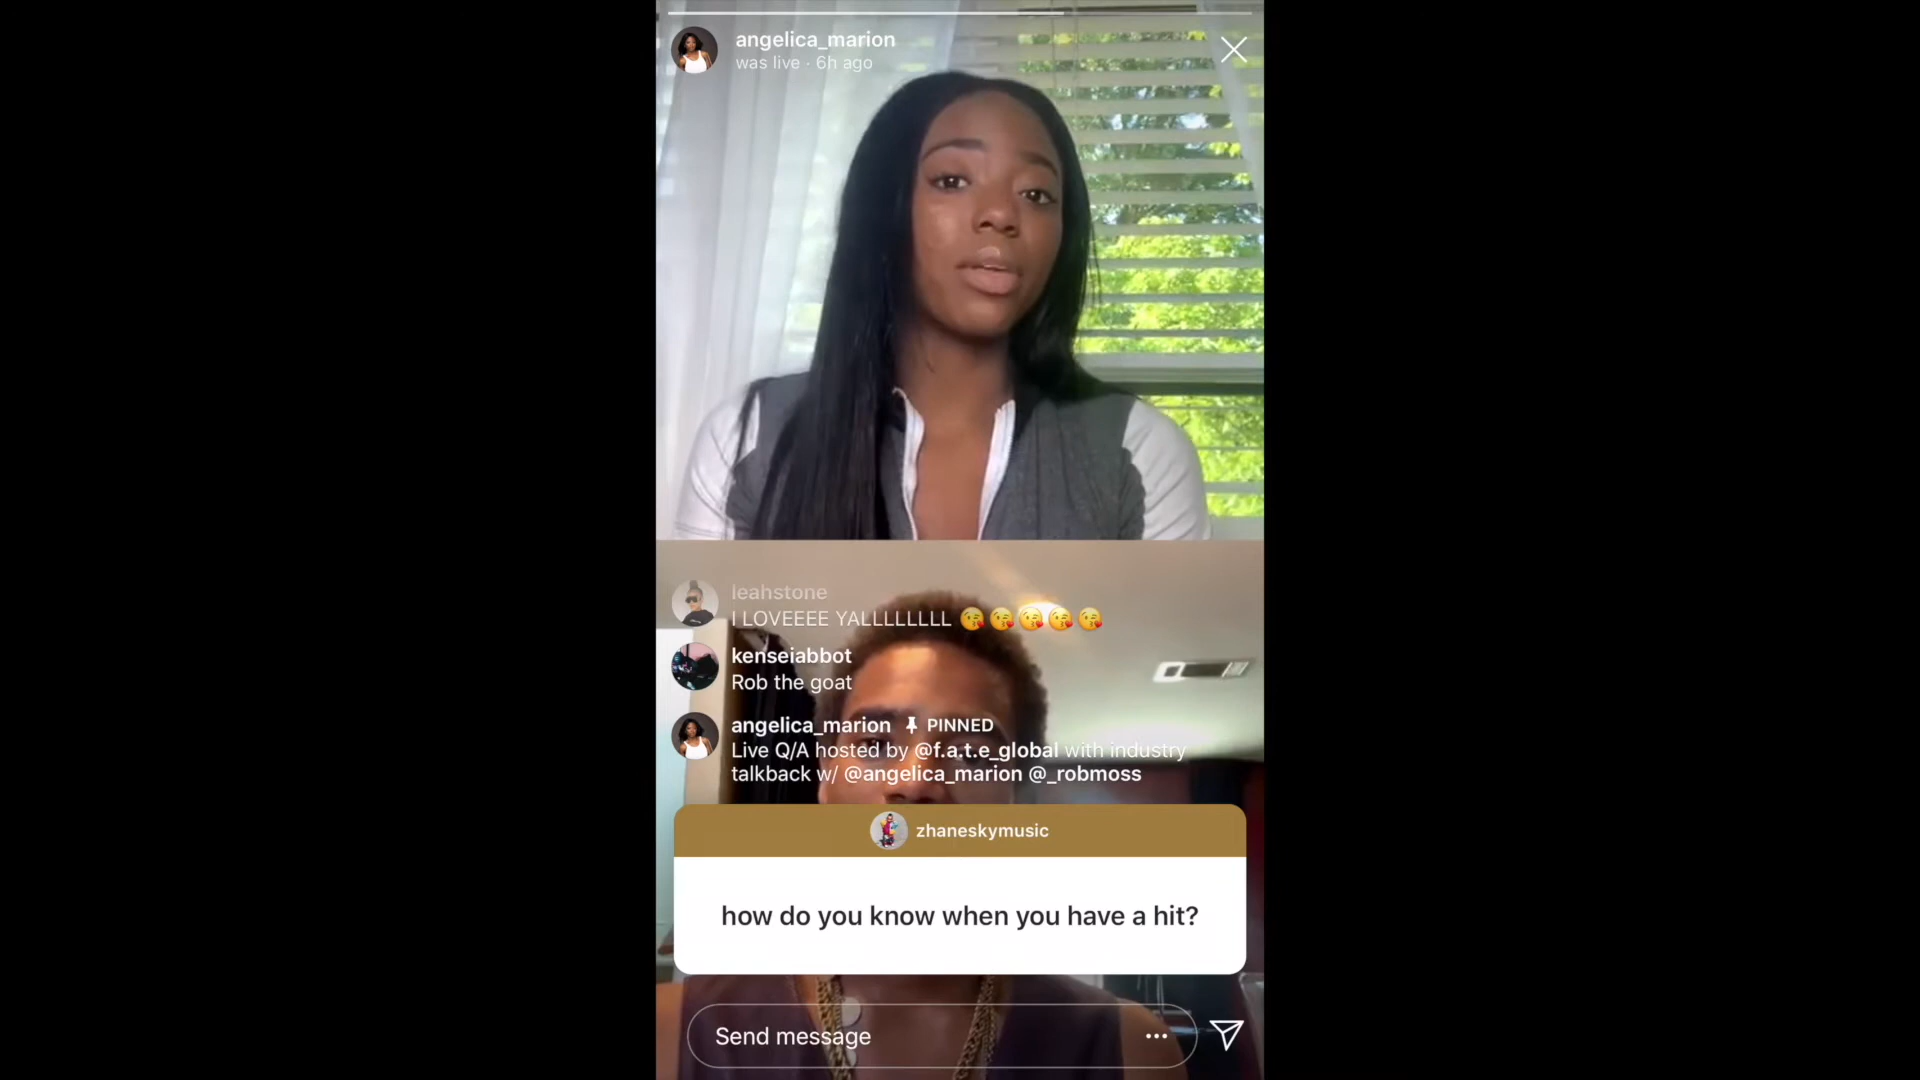 angelica_marion
was live · 6h ago
leahstone
I LOVEEEE YALLLLLLLL 😘😘😘😘😘
kenseiabbot
Rob the goat
angelica_marion PINNED
Live Q/A hosted by @f.a.t.e_global with industry
talkback w/ @angelica_marion @_robmoss
zhaneskymusic
how do you know when you have a hit?
Send message